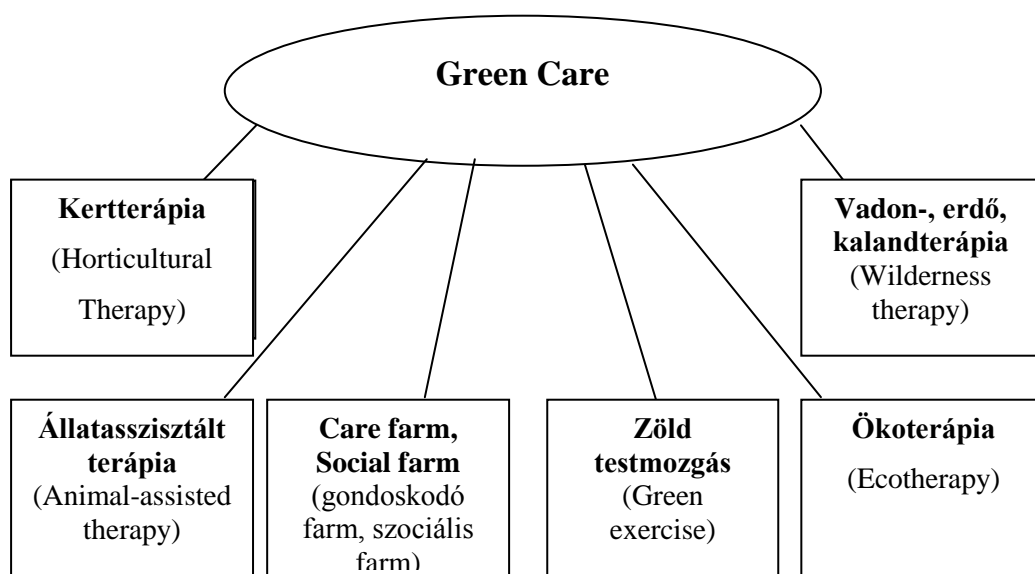 Green Care
Kertterápia
(Horticultural
Therapy)
Vadon-, erdő,
kalandterápia
(Wilderness
therapy)
Állatasszisztált
terápia
(Animal-assisted
therapy)
Care farm,
Social farm
(gondoskodó
farm, szociális
farm)
Zöld
testmozgás
(Green
exercise)
Ökoterápia
(Ecotherapy)